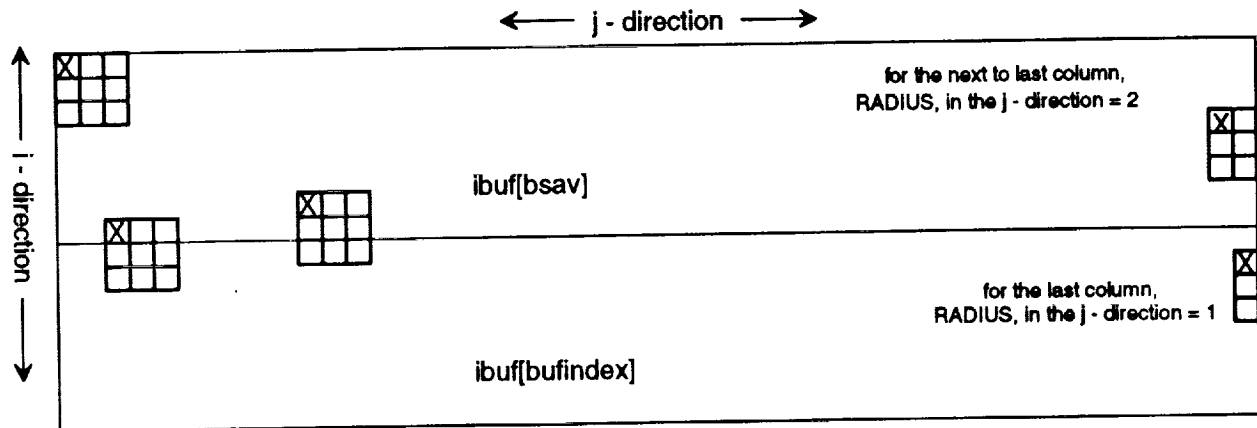 j - direction
i - direction
for the next to last column,
RADIUS, in the j - direction = 2
X
X
ibuf[bsav]
X
X
X
for the last column,
RADIUS, in the j - direction = 1
ibuf[bufindex]